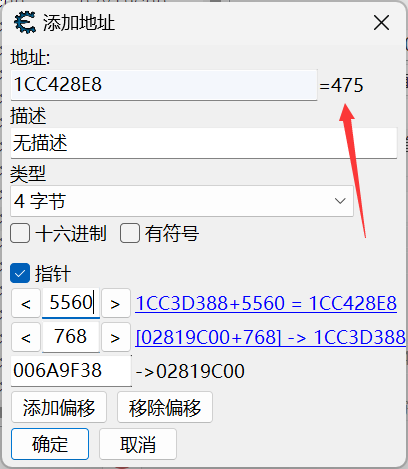 添加地址
地址:
1CC428E8 =475
描述
无描述
类型
4 字节
十六进制 有符号
指针
< 5560 > 1CC3D388+5560 = 1CC428E8
< 768 > [02819C00+768] -> 1CC3D388
006A9F38 ->02819C00
添加偏移 移除偏移
确定 取消